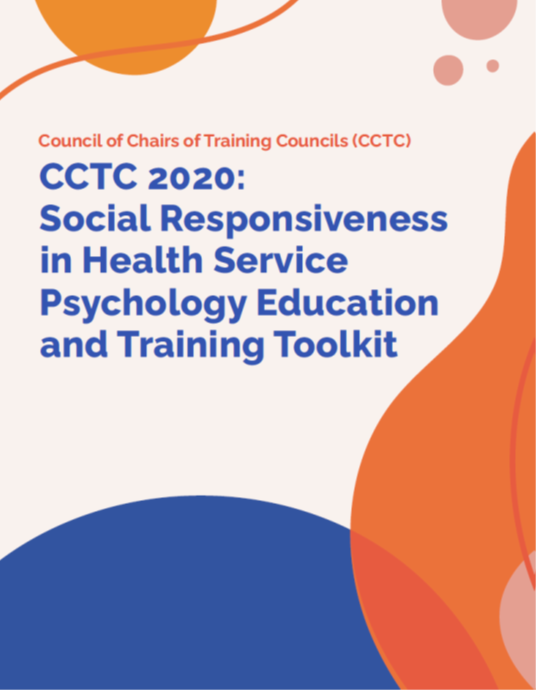 Council of Chairs of Training Councils (CCTC)
CCTC 2020:
Social Responsiveness
in Health Service
Psychology Education
and Training Toolkit